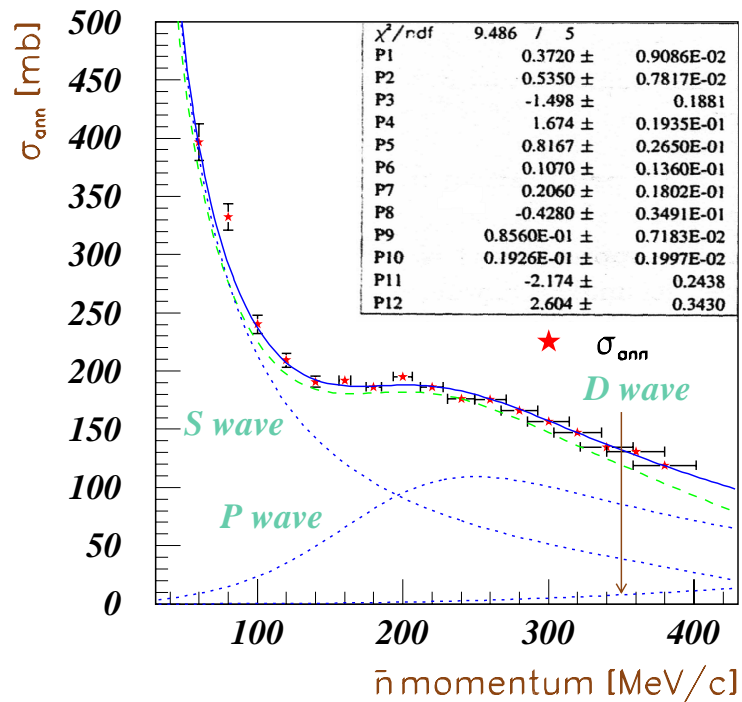 σann [mb]
500
450
400
350
300
250
200
150
100
50
0
χ²/ndf 9.486 / 5
P1 0.3720 ± 0.9086E-02
P2 0.5350 ± 0.7817E-02
P3 -1.498 ± 0.1881
P4 1.674 ± 0.1935E-01
P5 0.8167 ± 0.2650E-01
P6 0.1070 ± 0.1360E-01
P7 0.2060 ± 0.1802E-01
P8 -0.4280 ± 0.3491E-01
P9 0.8560E-01 ± 0.7183E-02
P10 0.1926E-01 ± 0.1997E-02
P11 -2.174 ± 0.2438
P12 2.604 ± 0.3430
σann
D wave
S wave
P wave
100 200 300 400
n̄ momentum [MeV/c]